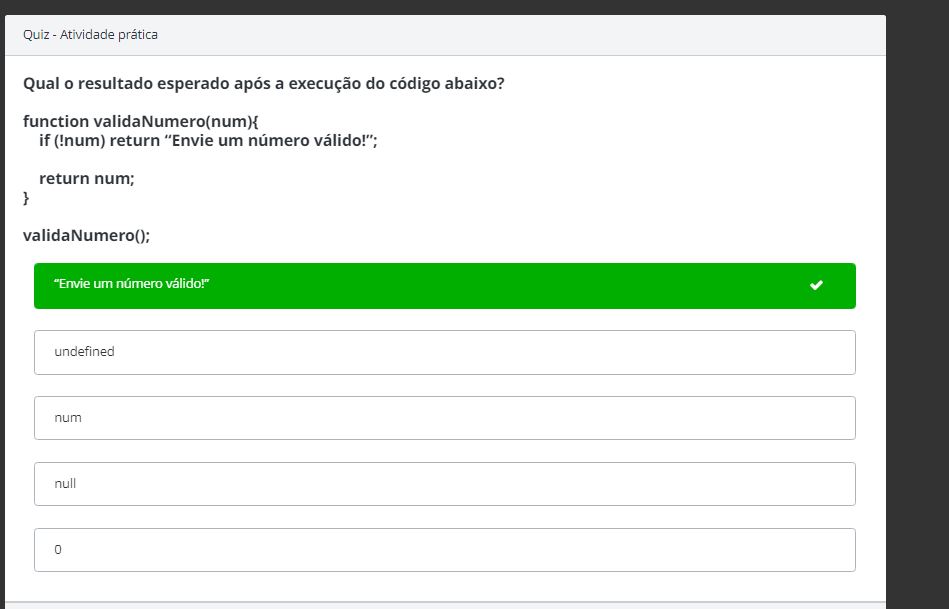 Quiz - Atividade prática
Qual o resultado esperado após a execução do código abaixo?
function validaNumero(num){
if (!num) return “Envie um número válido!”;
return num;
}
validaNumero();
“Envie um número válido!”
undefined
num
null
0